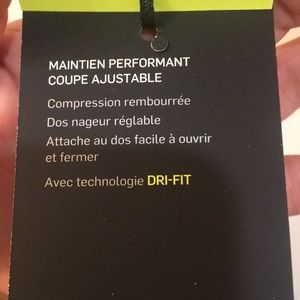 MAINTIEN PERFORMANT
COUPE AJUSTABLE
Compression rembourrée
Dos nageur réglable
Attache au dos facile à ouvrir
et fermer
Avec technologie DRI-FIT